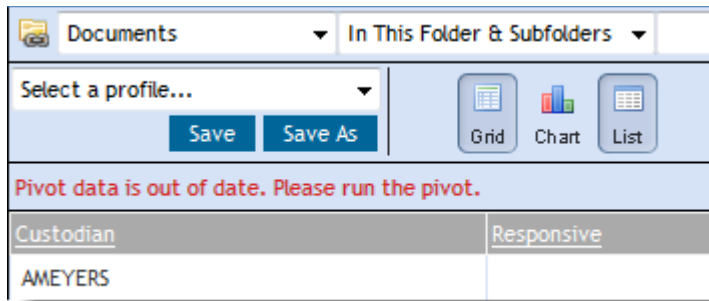 Documents In This Folder & Subfolders
Select a profile...
Save Save As Grid Chart List
Pivot data is out of date. Please run the pivot.
Custodian Responsive
AMEYERS